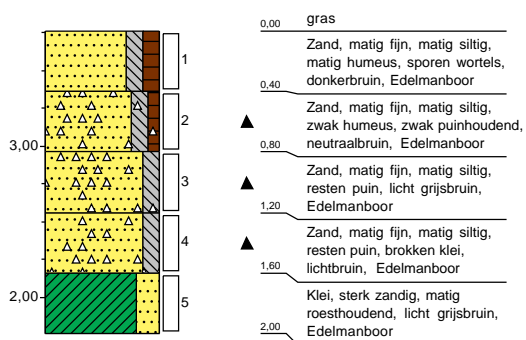 0,00
gras
Zand, matig fijn, matig siltig,
matig humeus, sporen wortels,
donkerbruin, Edelmanboor
0,40
Zand, matig fijn, matig siltig,
zwak humeus, zwak puinhoudend,
neutraalbruin, Edelmanboor
0,80
Zand, matig fijn, matig siltig,
resten puin, licht grijsbruin,
Edelmanboor
1,20
Zand, matig fijn, matig siltig,
resten puin, brokken klei,
lichtbruin, Edelmanboor
1,60
Klei, sterk zandig, matig
roesthoudend, licht grijsbruin,
Edelmanboor
2,00
1
2
3,00
3
4
2,00
5